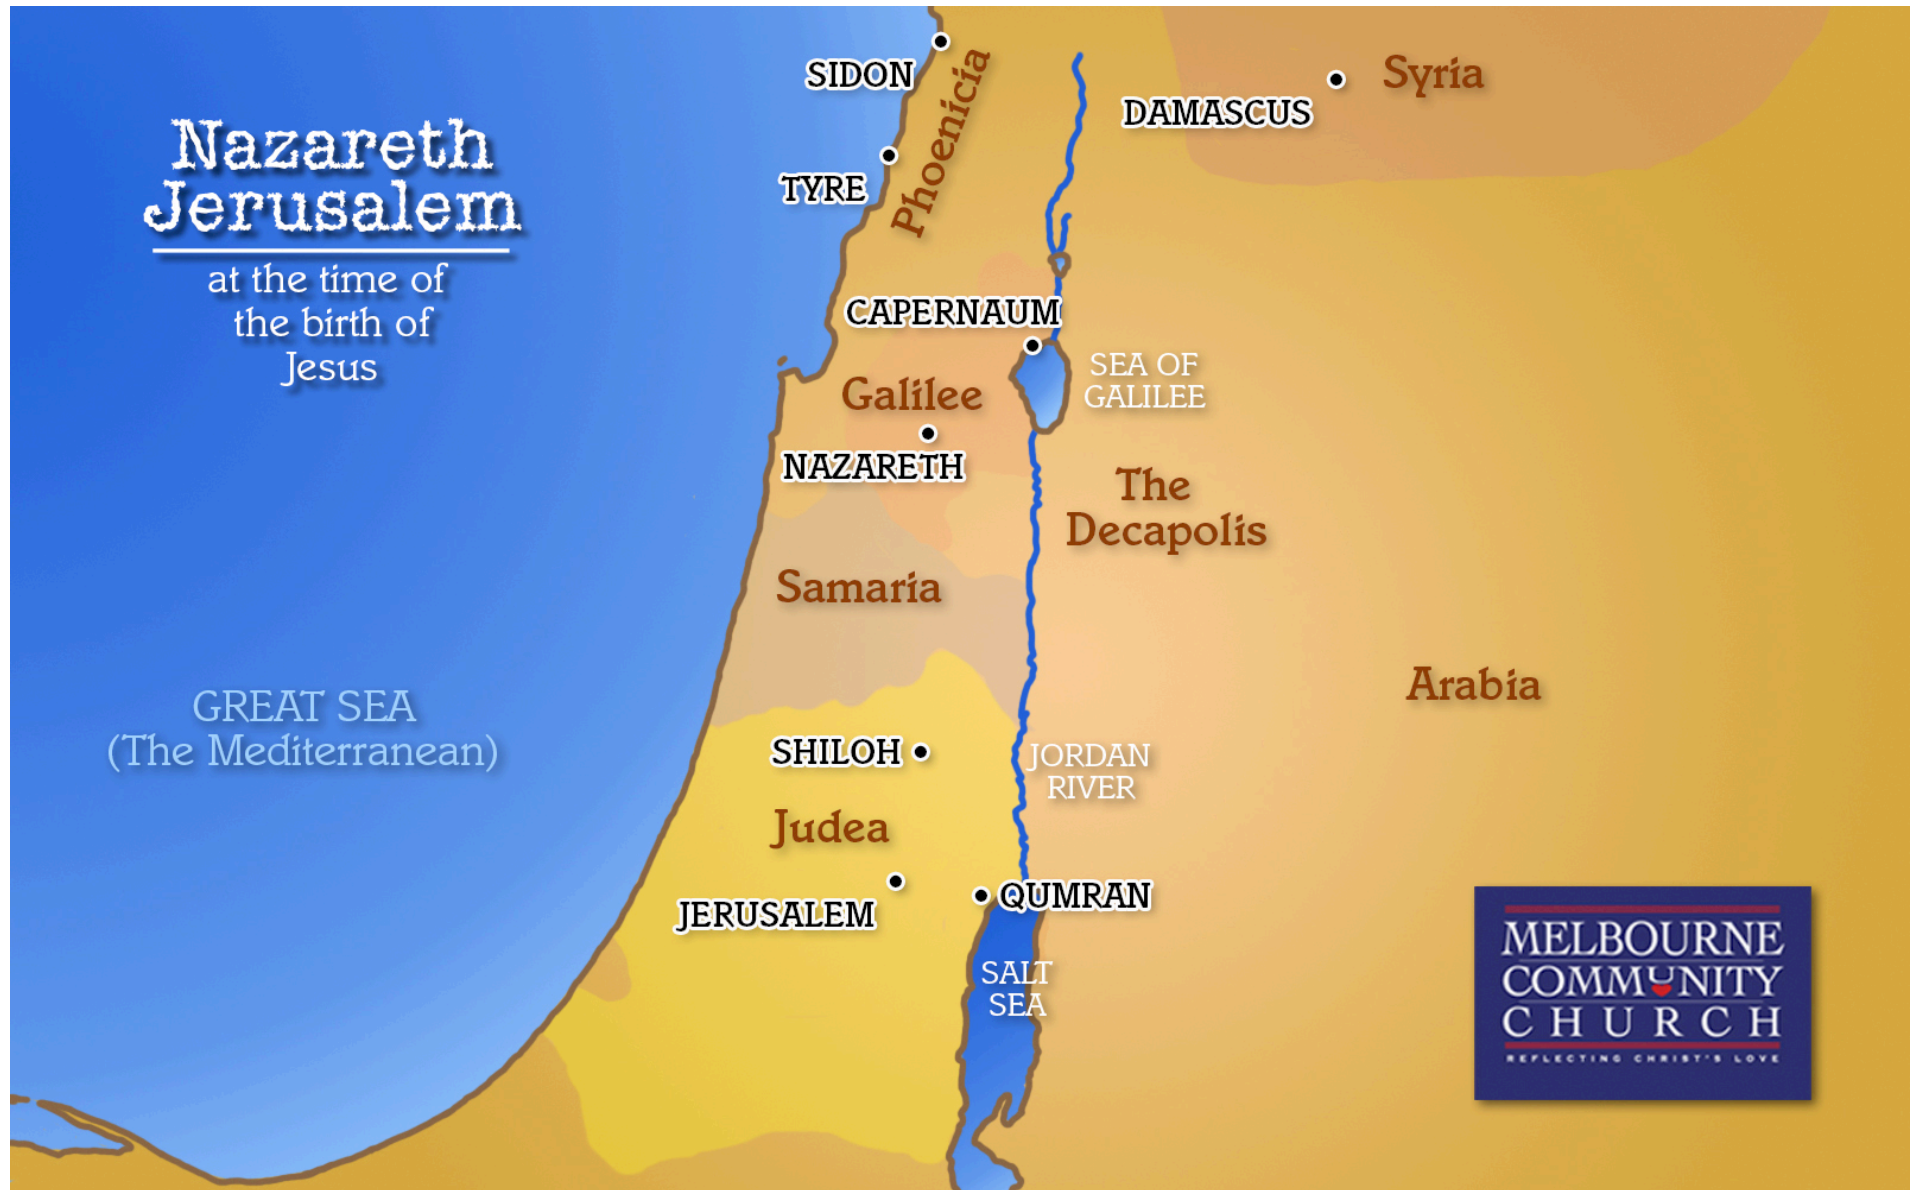 Nazareth
Jerusalem
at the time of
the birth of
Jesus
SIDON
Phoenicia
TYRE
DAMASCUS
Syria
CAPERNAUM
SEA OF
GALILEE
Galilee
NAZARETH
The
Decapolis
Samaria
Arabia
GREAT SEA
(The Mediterranean)
SHILOH
JORDAN
RIVER
Judea
JERUSALEM
QUMRAN
SALT
SEA
MELBOURNE
COMMUNITY
CHURCH
REFLECTING CHRIST'S LOVE